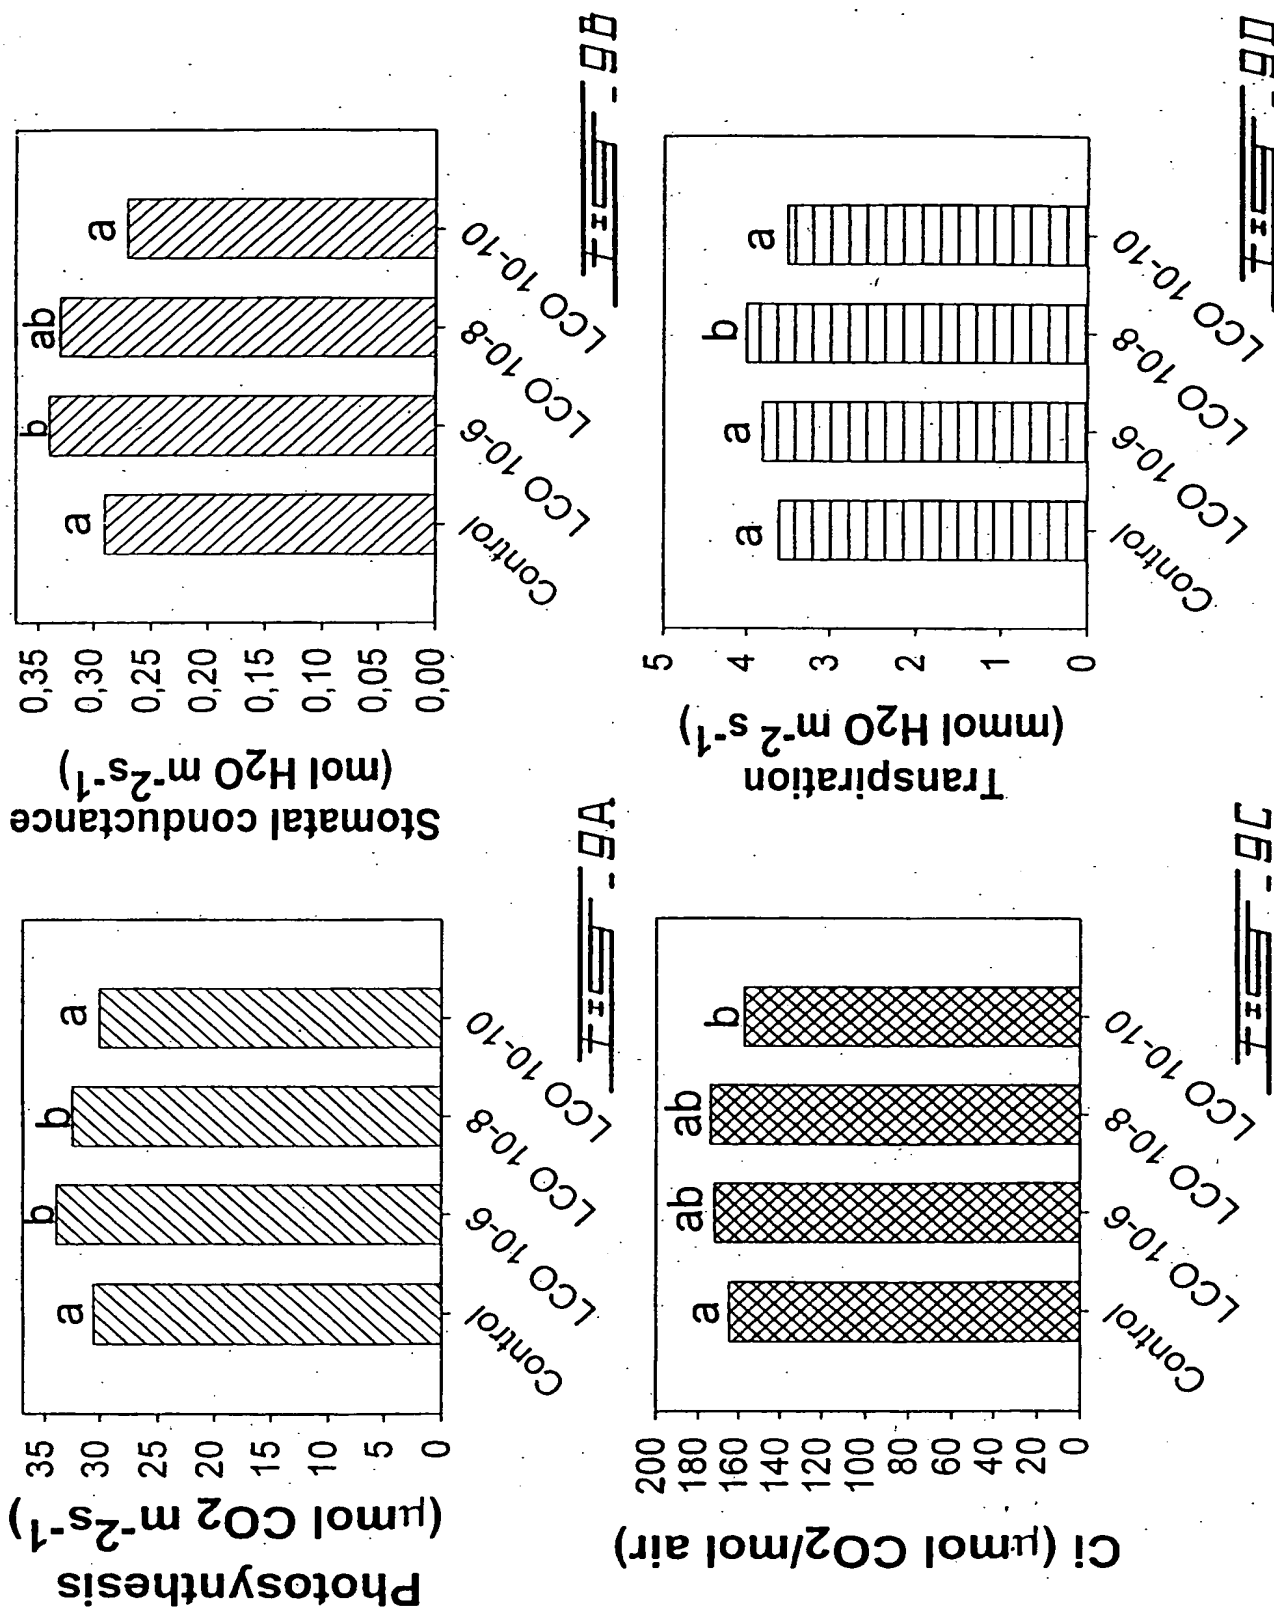 Photosynthesis
(μmol CO2 m-2s-1)
35
30
25
20
15
10
5
0
a
b
b
a
Control
LCO 10-6
LCO 10-8
LCO 10-10
Fig-9A
Stomatal conductance
(mol H2O m-2s-1)
0,35
0,30
0,25
0,20
0,15
0,10
0,05
0,00
a
b
ab
a
Control
LCO 10-6
LCO 10-8
LCO 10-10
Fig-9B
Ci (μmol CO2/mol air)
200
180
160
140
120
100
80
60
40
20
0
a
ab
ab
b
Control
LCO 10-6
LCO 10-8
LCO 10-10
Fig-9C
Transpiration
(mmol H2O m-2 s-1)
5
4
3
2
1
0
a
a
b
a
Control
LCO 10-6
LCO 10-8
LCO 10-10
Fig-9D